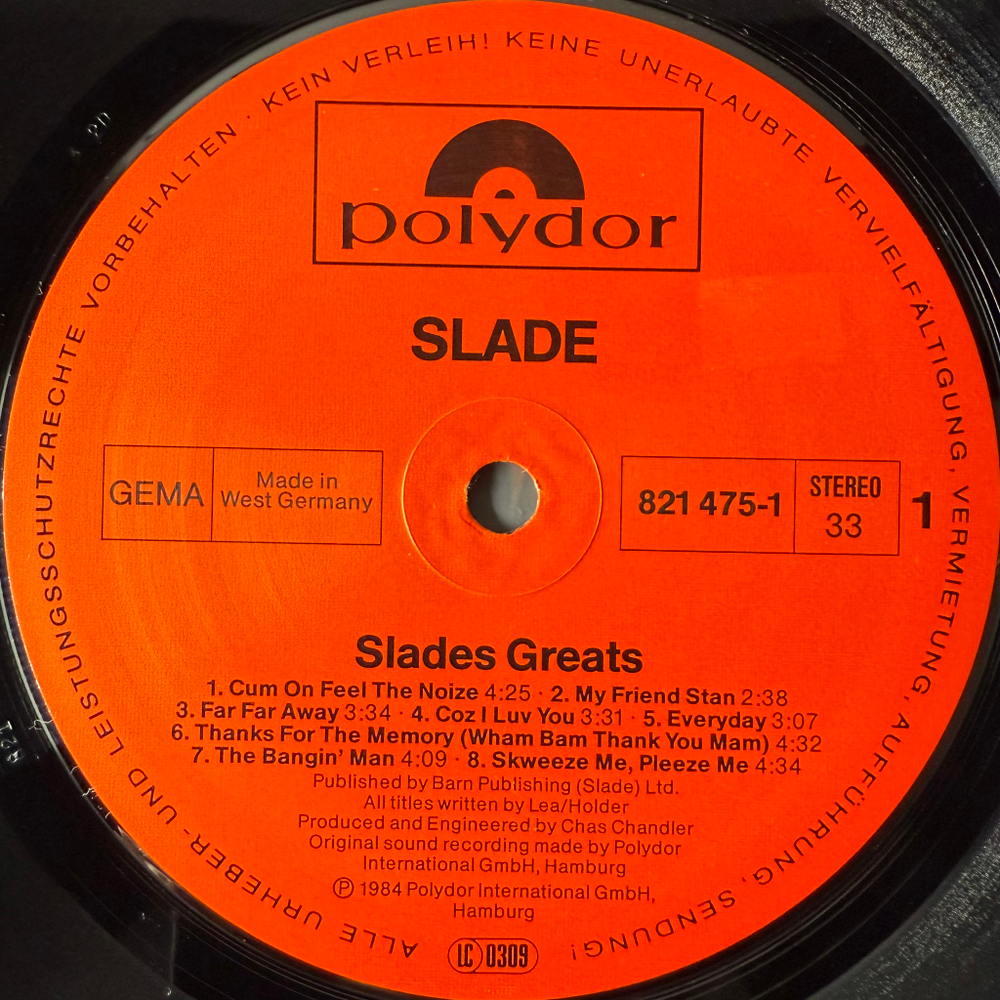 ALLE URHEBER- UND LEISTUNGSSCHUTZRECHTE VORBEHALTEN · KEIN VERLEIH! KEINE UNERLAUBTE VERVIELFÄLTIGUNG, VERMIETUNG, AUFFÜHRUNG, SENDUNG!
polydor
SLADE
GEMA
Made in
West Germany
821 475-1
STEREO
33
1
Slades Greats
1. Cum On Feel The Noize 4:25 · 2. My Friend Stan 2:38
3. Far Far Away 3:34 · 4. Coz I Luv You 3:31 · 5. Everyday 3:07
6. Thanks For The Memory (Wham Bam Thank You Mam) 4:32
7. The Bangin' Man 4:09 · 8. Skweeze Me, Pleeze Me 4:34
Published by Barn Publishing (Slade) Ltd.
All titles written by Lea/Holder
Produced and Engineered by Chas Chandler
Original sound recording made by Polydor
International GmbH, Hamburg
Ⓟ 1984 Polydor International GmbH,
Hamburg
LC 0309